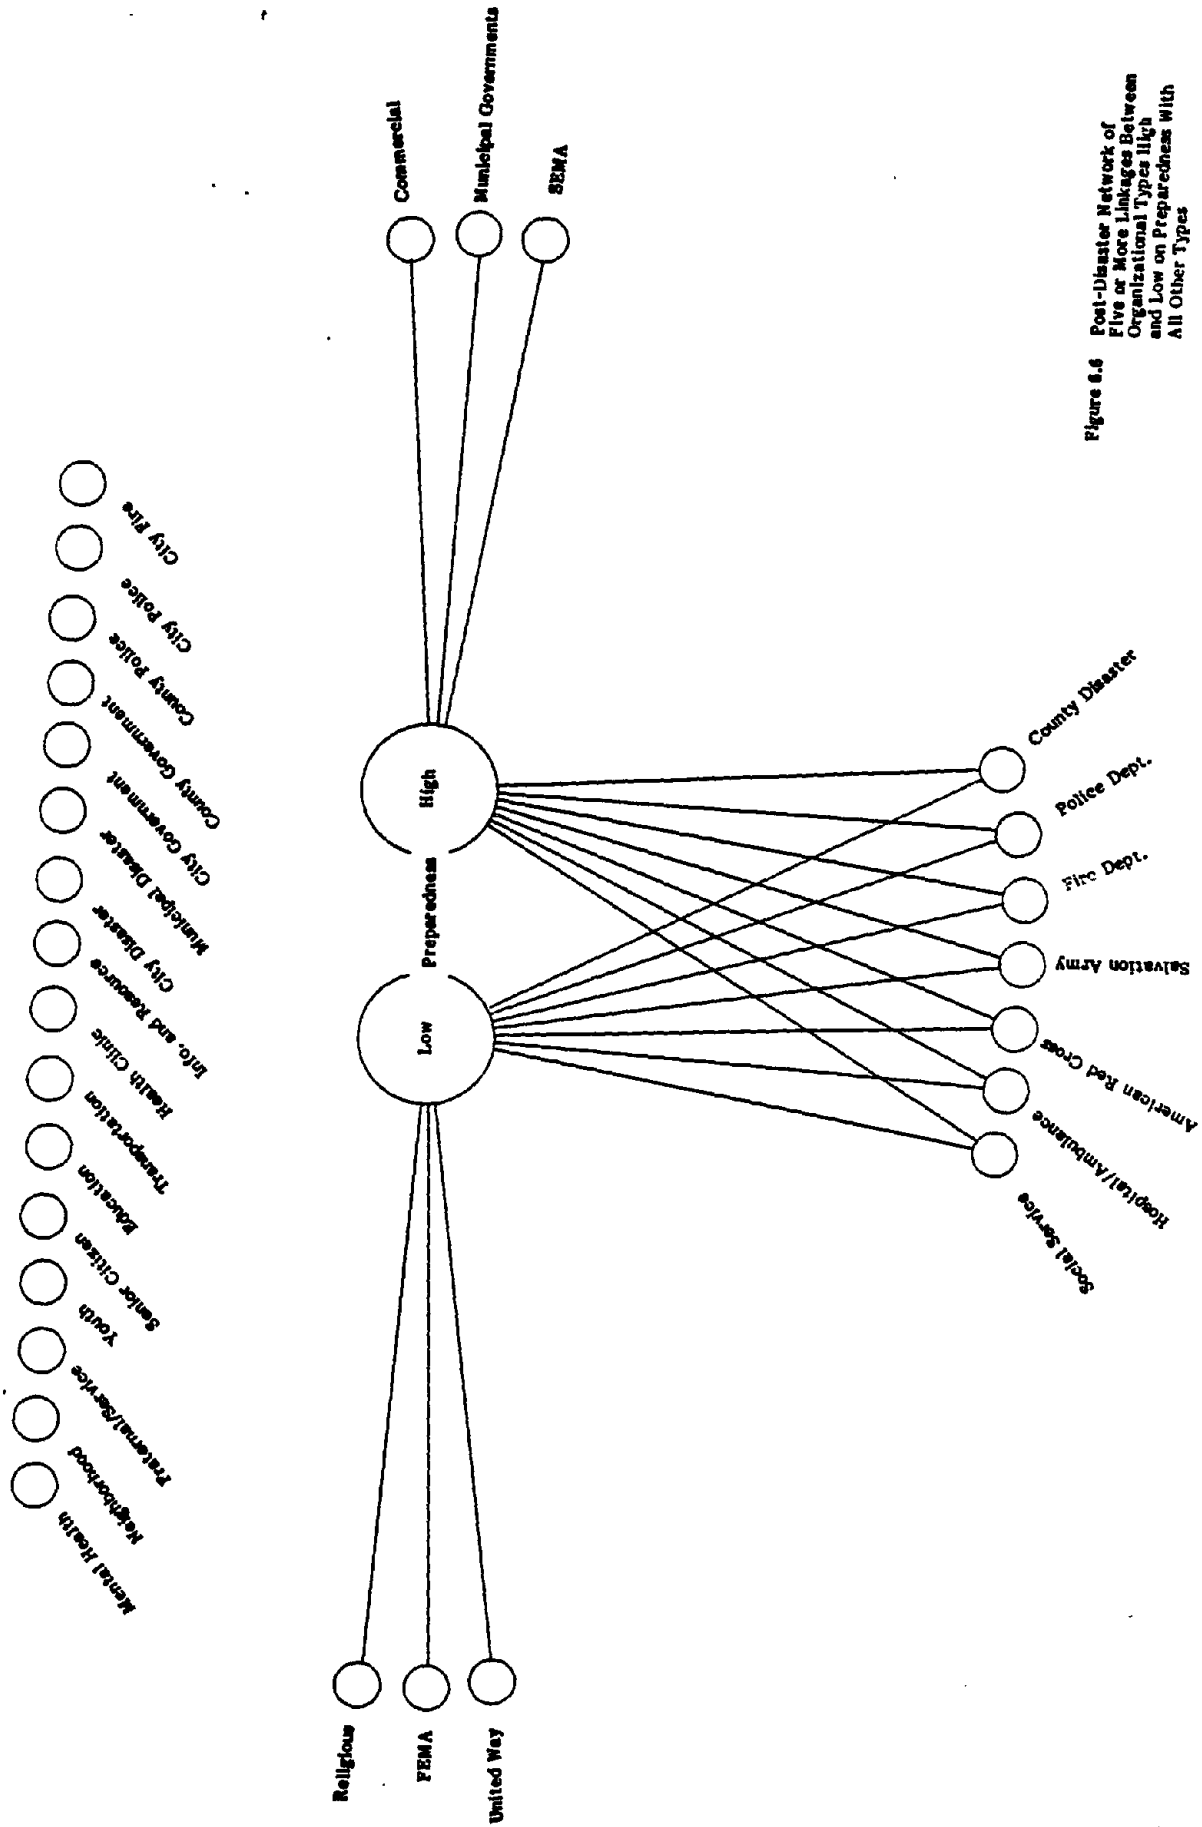 Mental Health
Neighborhood
Fraternal/Service
Youth
Senior Citizen
Education
Transportation
Health Clinic
Info. and Resource
City Disaster
Municipal Disaster
City Government
County Government
County Police
City Police
City Fire
Religious
FEMA
United Way
Low
Preparedness
High
Commercial
Municipal Governments
SEMA
Social Service
Hospital/Ambulance
American Red Cross
Salvation Army
Fire Dept.
Police Dept.
County Disaster
Figure 6.6 Post-Disaster Network of
Five or More Linkages Between
Organizational Types High
and Low on Preparedness With
All Other Types